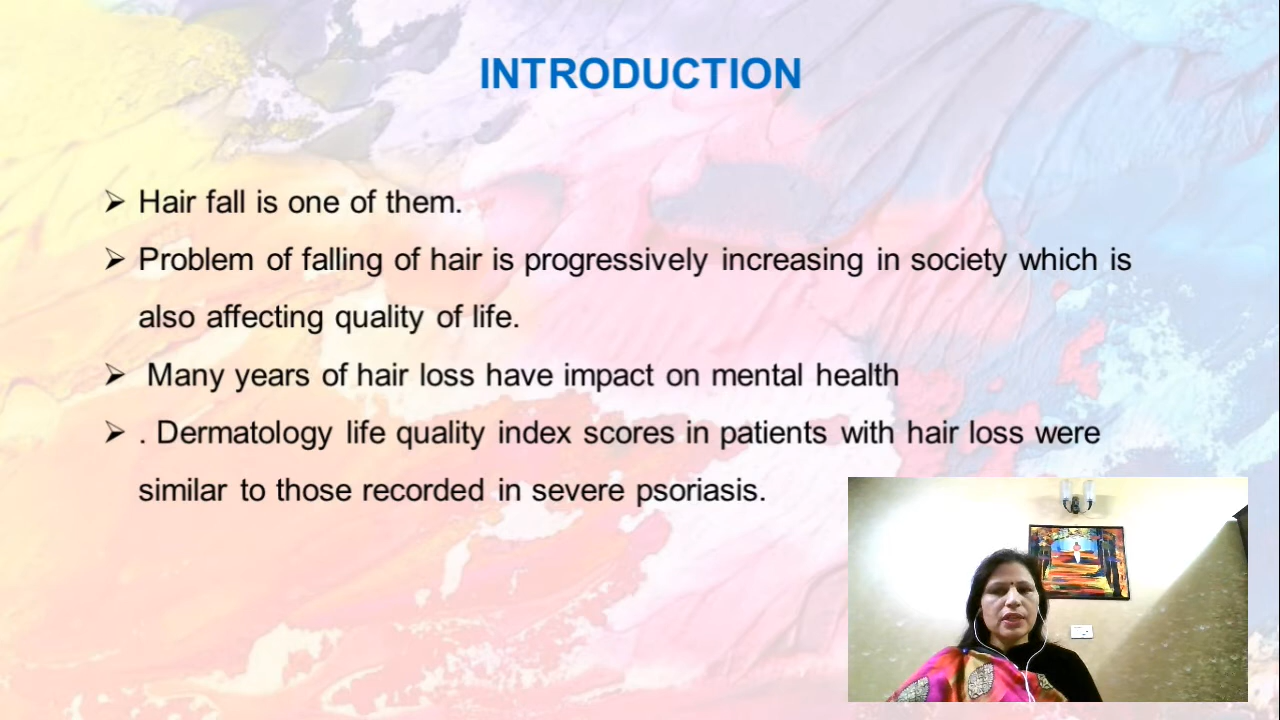 INTRODUCTION
➢ Hair fall is one of them.
➢ Problem of falling of hair is progressively increasing in society which is
also affecting quality of life.
➢ Many years of hair loss have impact on mental health
➢ . Dermatology life quality index scores in patients with hair loss were
similar to those recorded in severe psoriasis.